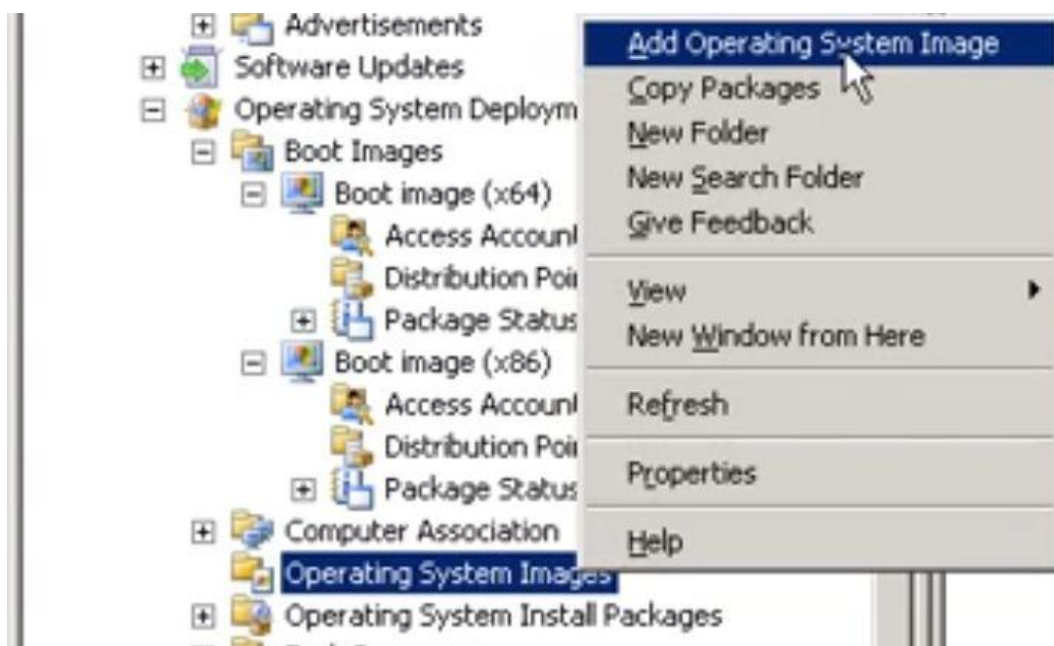 Advertisements
Software Updates
Operating System Deploym
Boot Images
Boot image (x64)
Access Account
Distribution Poi
Package Status
Boot image (x86)
Access Account
Distribution Poi
Package Status
Computer Association
Operating System Images
Operating System Install Packages
Add Operating System Image
Copy Packages
New Folder
New Search Folder
Give Feedback
View
New Window from Here
Refresh
Properties
Help